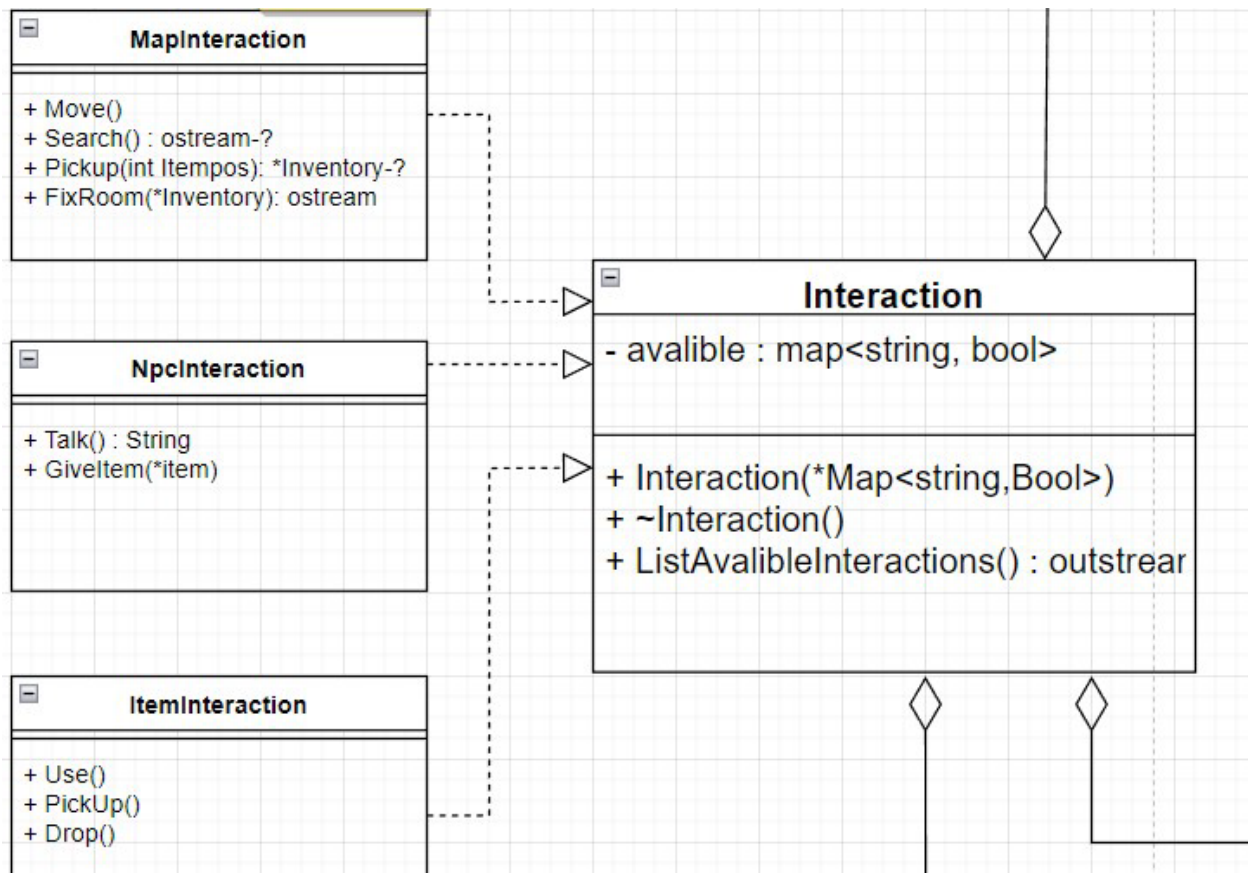 MapInteraction
+ Move()
+ Search() : ostream-?
+ Pickup(int Itempos): *Inventory-?
+ FixRoom(*Inventory): ostream
NpcInteraction
+ Talk() : String
+ GiveItem(*item)
ItemInteraction
+ Use()
+ PickUp()
+ Drop()
Interaction
- avalible : map<string, bool>
+ Interaction(*Map<string,Bool>)
+ ~Interaction()
+ ListAvalibleInteractions() :